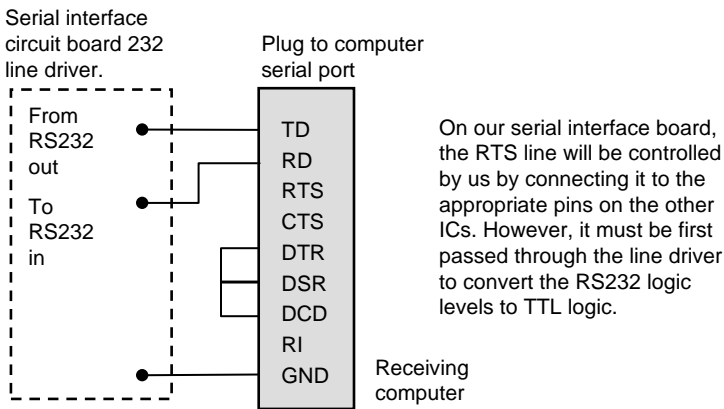 Serial interface
circuit board 232
line driver.
Plug to computer
serial port
From
RS232
out
To
RS232
in
TD
RD
RTS
CTS
DTR
DSR
DCD
RI
GND
On our serial interface board,
the RTS line will be controlled
by us by connecting it to the
appropriate pins on the other
ICs. However, it must be first
passed through the line driver
to convert the RS232 logic
levels to TTL logic.
Receiving
computer